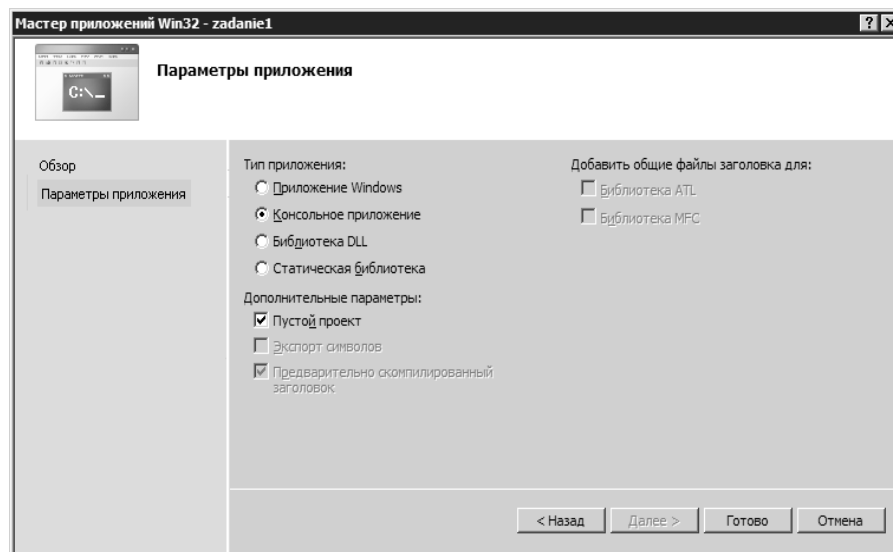 Мастер приложений Win32 - zadanie1
C:\_
Параметры приложения
Обзор
Параметры приложения
Тип приложения:
Приложение Windows
Консольное приложение
Библиотека DLL
Статическая библиотека
Дополнительные параметры:
Пустой проект
Экспорт символов
Предварительно скомпилированный
заголовок
Добавить общие файлы заголовка для:
Библиотека ATL
Библиотека MFC
< Назад
Далее >
Готово
Отмена